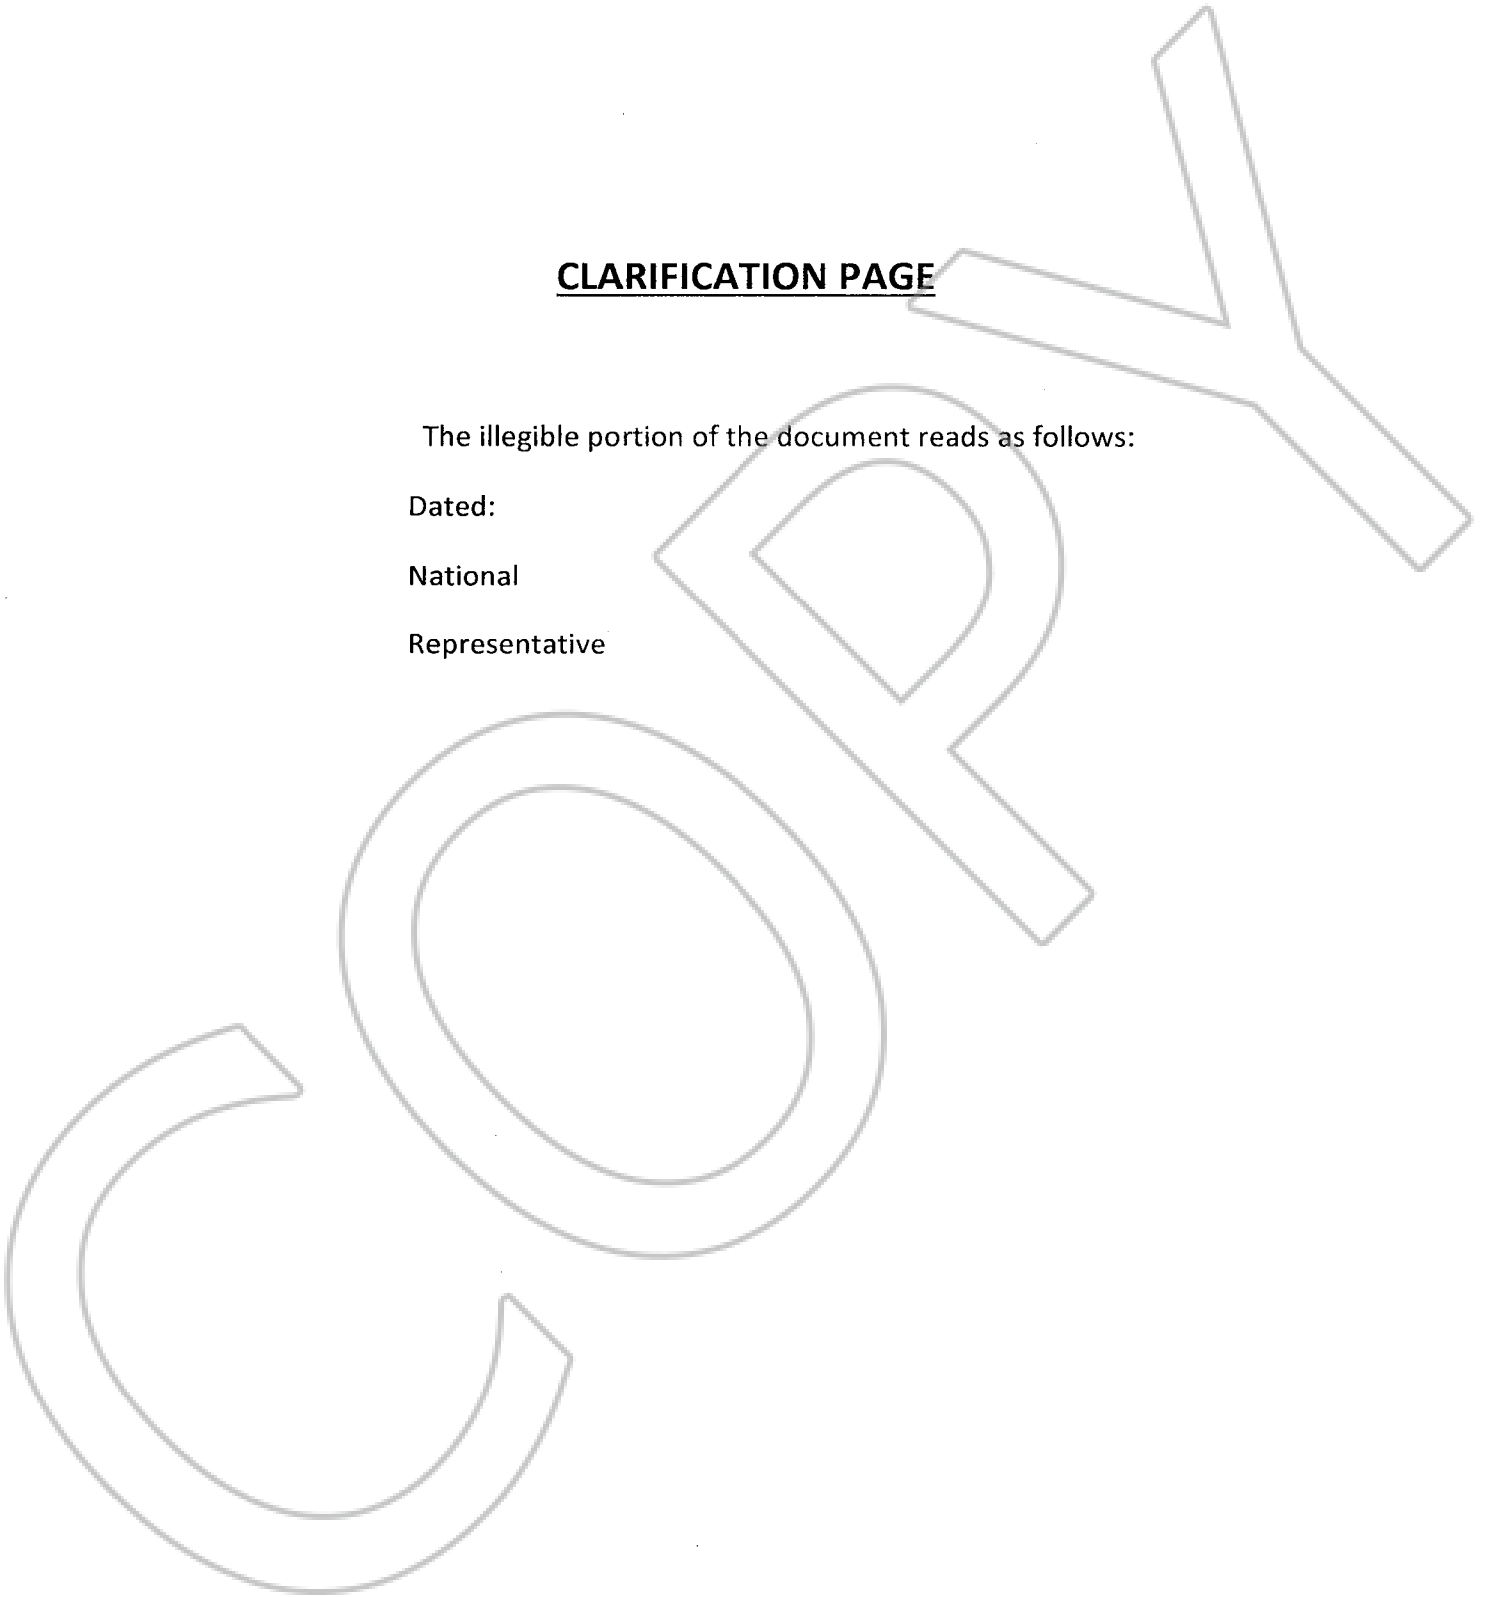 CLARIFICATION PAGE
The illegible portion of the document reads as follows:
Dated:
National
Representative
COPY